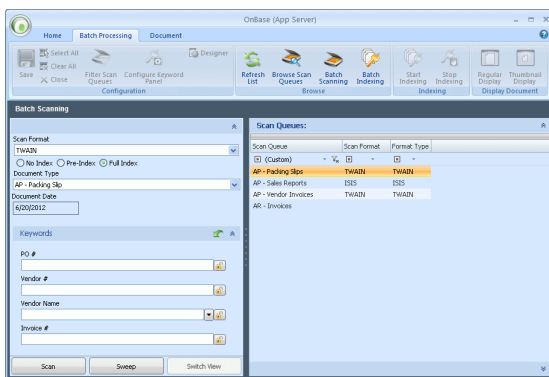 OnBase (App Server)
Home Batch Processing Document
Save
Select All
Clear All
Close
Filter Scan Queues
Configure Keyword Panel
Designer
Configuration
Refresh List
Browse Scan Queues
Batch Scanning
Batch Indexing
Browse
Start Indexing
Stop Indexing
Indexing
Regular Display
Thumbnail Display
Display Document
Batch Scanning
Scan Format
TWAIN
No Index Pre-Index Full Index
Document Type
AP - Packing Slip
Document Date
6/20/2012
Keywords
PO #
Vendor #
Vendor Name
Invoice #
Scan Sweep Switch View
Scan Queues:
Scan Queue Scan Format Format Type
(Custom)
AP - Packing Slips TWAIN TWAIN
AP - Sales Reports ISIS ISIS
AP - Vendor Invoices TWAIN TWAIN
AR - Invoices